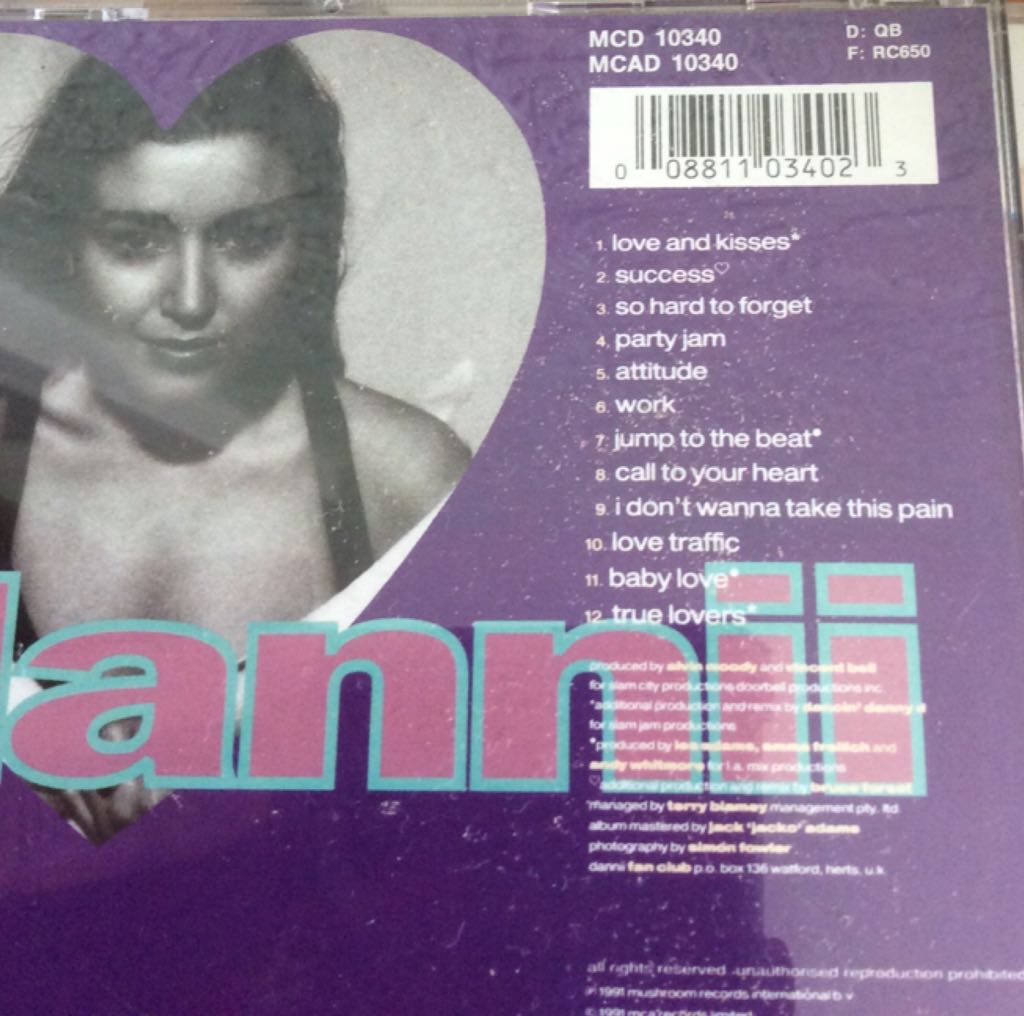 MCD 10340
MCAD 10340
D: QB
F: RC650
0 08811 03402 3
1. love and kisses*
2. success♡
3. so hard to forget
4. party jam
5. attitude
6. work
7. jump to the beat•
8. call to your heart
9. i don't wanna take this pain
10. love traffic
11. baby love*
12. true lovers*
dannii
produced by alvin moody and vincent bell
for slam city productions doorbell productions inc.
*additional production and remix by dancin' danny d
for slam jam productions
•produced by les adams, emma freilich and
andy whitmore for l.a. mix productions
♡additional production and remix by bruce forest
managed by terry blamey management pty. ltd.
album mastered by jack 'jacko' adams
photography by simon fowler
dannii fan club p.o. box 136 watford, herts. u.k.
all rights reserved unauthorised reproduction prohibited
℗ 1991 mushroom records international b.v
© 1991 mca records limited